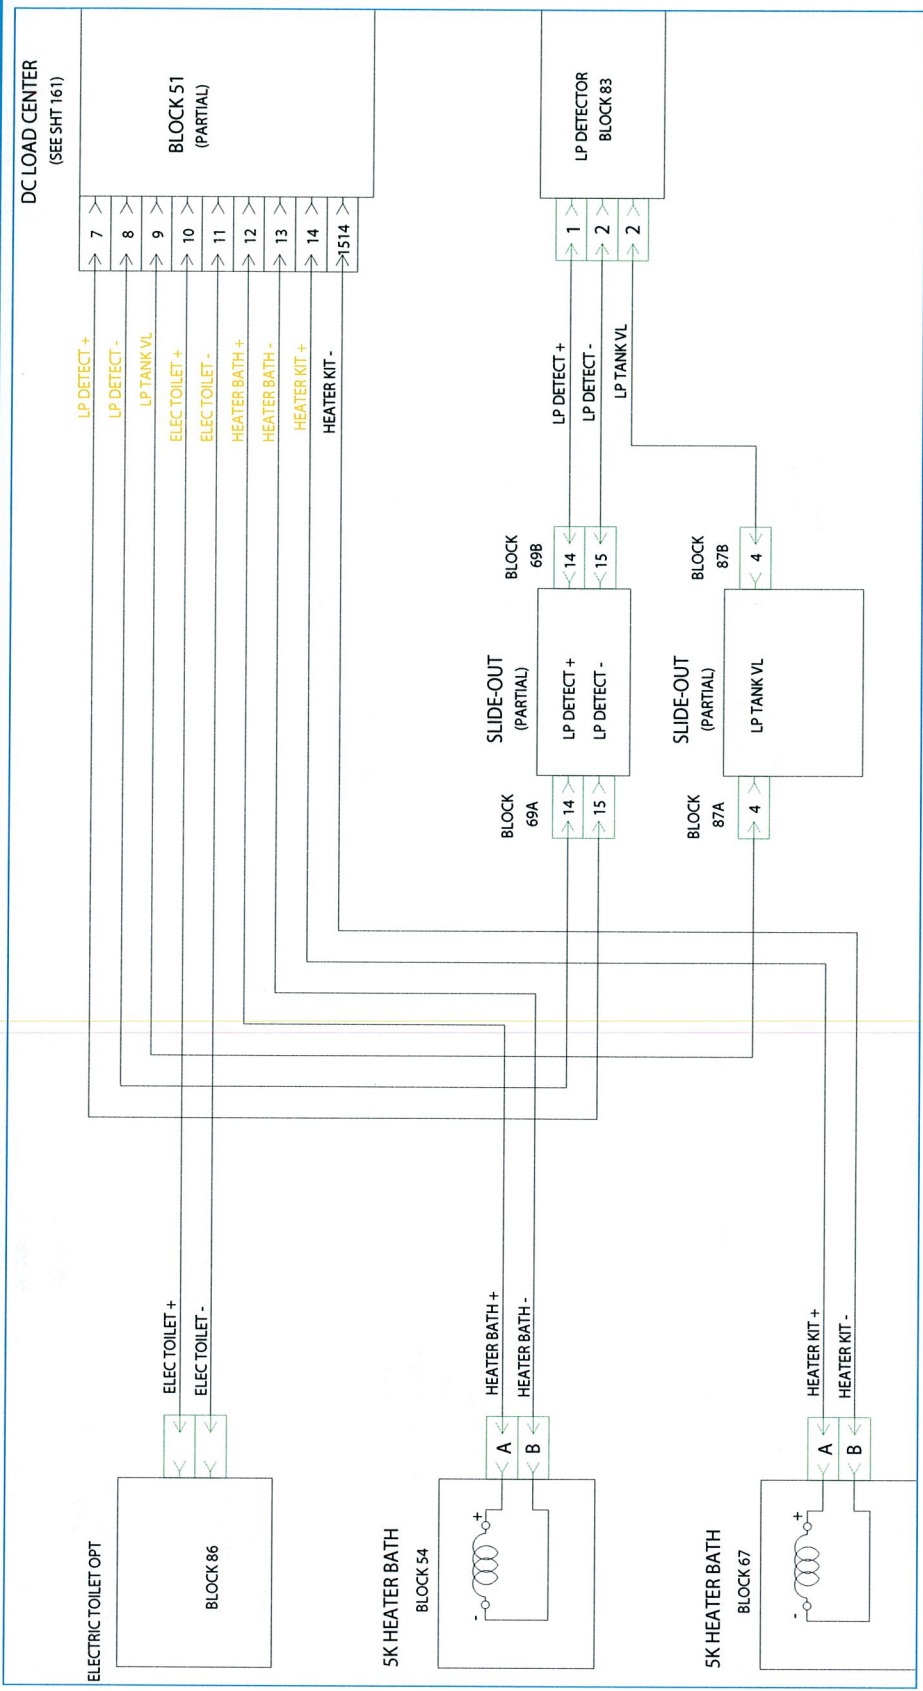 DC LOAD CENTER
(SEE SHT 161)
BLOCK 51
(PARTIAL)
7
8
9
10
11
12
13
14
1514
LP DETECT +
LP DETECT -
LP TANK VL
ELEC TOILET +
ELEC TOILET -
HEATER BATH +
HEATER BATH -
HEATER KIT +
HEATER KIT -
LP DETECTOR
BLOCK 83
1
2
2
LP DETECT +
LP DETECT -
LP TANK VL
BLOCK
69B
14
15
BLOCK
87B
4
SLIDE-OUT
(PARTIAL)
LP DETECT +
LP DETECT -
SLIDE-OUT
(PARTIAL)
LP TANK VL
BLOCK
69A
14
15
BLOCK
87A
4
ELECTRIC TOILET OPT
BLOCK 86
ELEC TOILET +
ELEC TOILET -
5K HEATER BATH
BLOCK 54
HEATER BATH +
HEATER BATH -
A
B
- +
5K HEATER BATH
BLOCK 67
HEATER KIT +
HEATER KIT -
A
B
- +